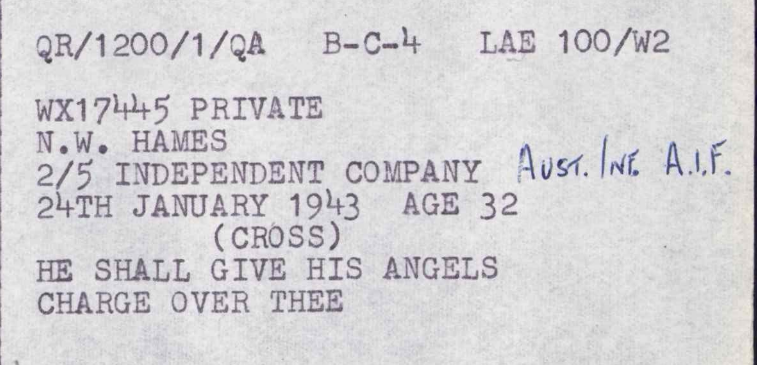 QR/1200/1/QA B-C-4 LAE 100/W2
WX17445 PRIVATE
N.W. HAMES
2/5 INDEPENDENT COMPANY AUST. INF. A.I.F.
24TH JANUARY 1943 AGE 32
(CROSS)
HE SHALL GIVE HIS ANGELS
CHARGE OVER THEE